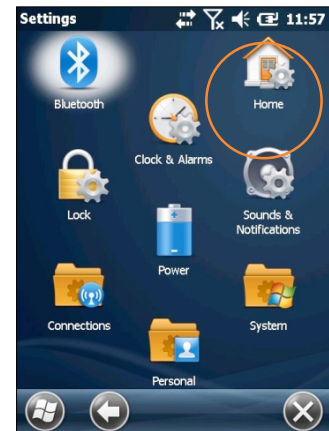 Settings 11:57
Bluetooth
Home
Clock & Alarms
Lock
Sounds &
Notifications
Power
Connections
System
Personal